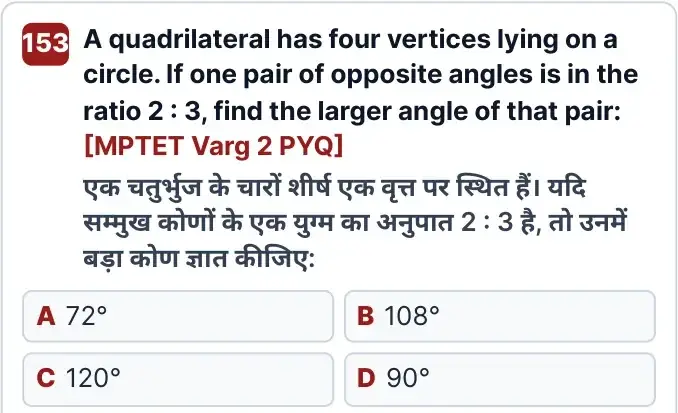 153 A quadrilateral has four vertices lying on a
circle. If one pair of opposite angles is in the
ratio 2 : 3, find the larger angle of that pair:
[MPTET Varg 2 PYQ]
एक चतुर्भुज के चारों शीर्ष एक वृत्त पर स्थित हैं। यदि
सम्मुख कोणों के एक युग्म का अनुपात 2 : 3 है, तो उनमें
बड़ा कोण ज्ञात कीजिए:
A 72°
B 108°
C 120°
D 90°